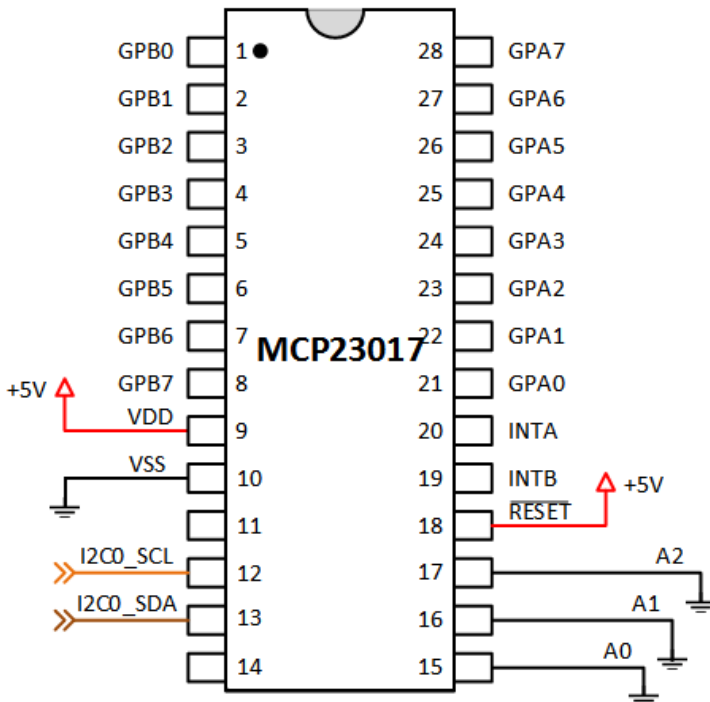 GPB0 1 28 GPA7
GPB1 2 27 GPA6
GPB2 3 26 GPA5
GPB3 4 25 GPA4
GPB4 5 24 GPA3
GPB5 6 23 GPA2
GPB6 7 MCP23017 22 GPA1
+5V GPB7 8 21 GPA0
VDD 9 20 INTA
VSS 10 19 INTB +5V
11 18 RESET
I2C0_SCL 12 17 A2
I2C0_SDA 13 16 A1
14 15 A0